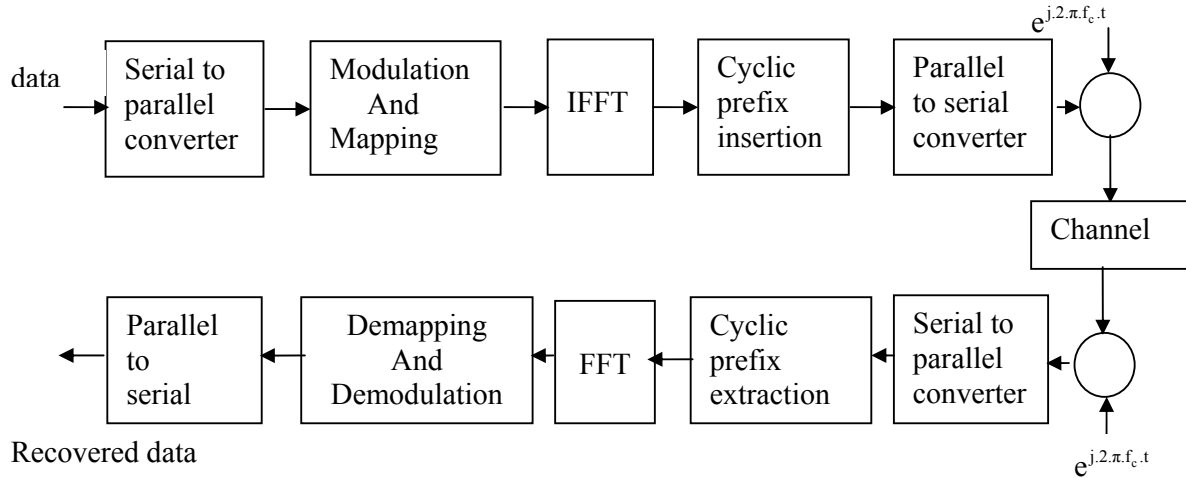 e^j.2.π.f_c.t
data
Serial to
parallel
converter
Modulation
And
Mapping
IFFT
Cyclic
prefix
insertion
Parallel
to serial
converter
Channel
Parallel
to
serial
Demapping
And
Demodulation
FFT
Cyclic
prefix
extraction
Serial to
parallel
converter
Recovered data
e^j.2.π.f_c.t